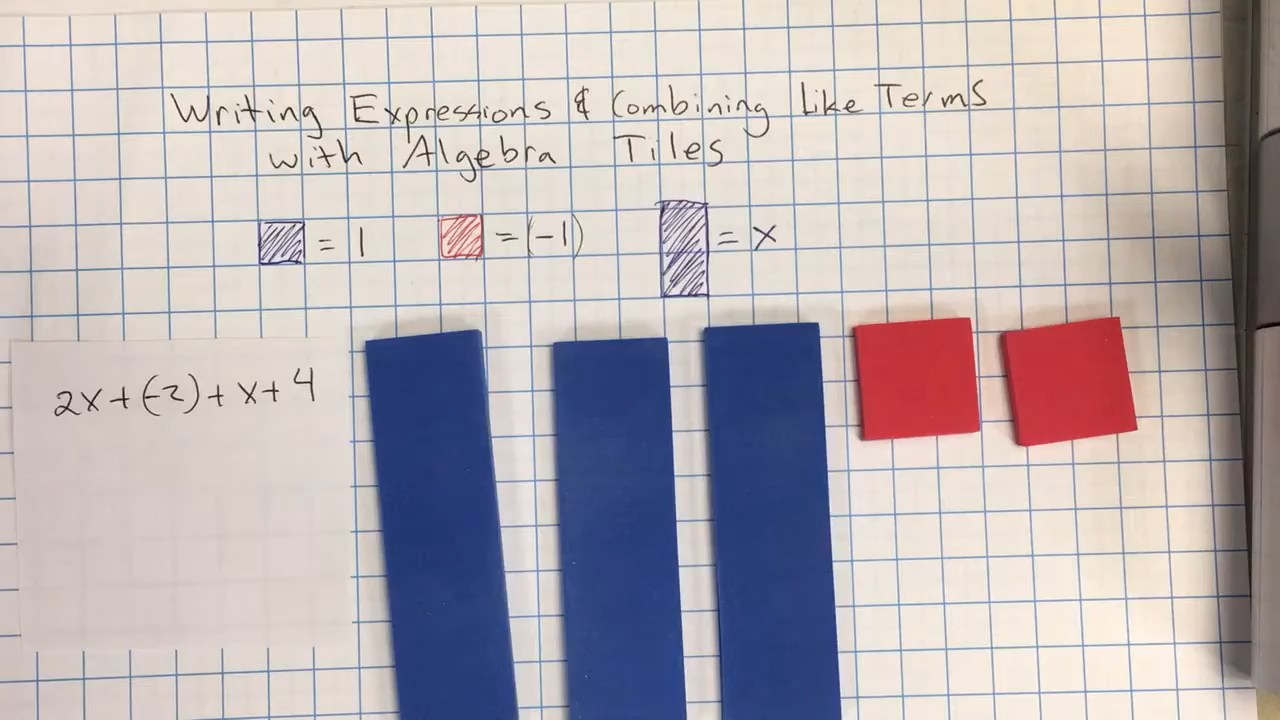 Writing Expressions & Combining Like Terms
with Algebra Tiles
= 1 = (-1) = x
2x + (-2) + x + 4